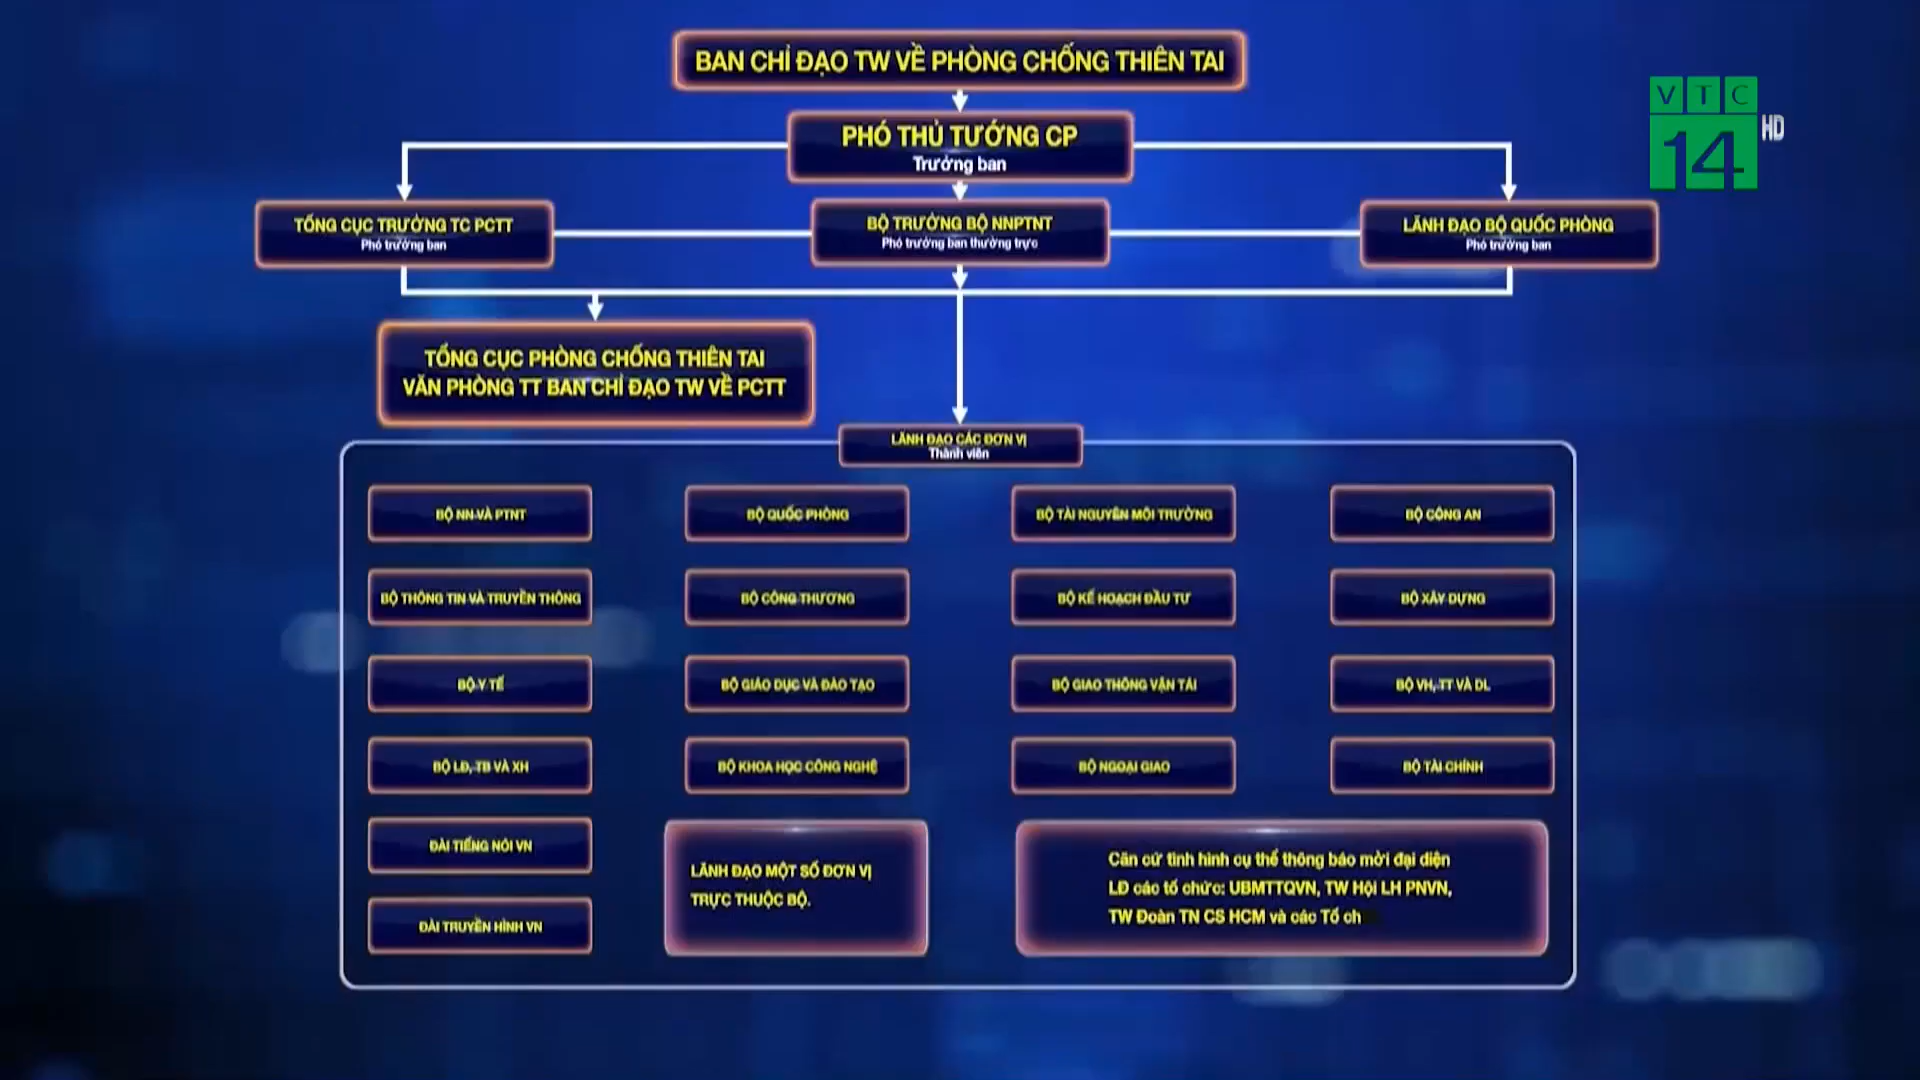 BAN CHỈ ĐẠO TW VỀ PHÒNG CHỐNG THIÊN TAI
VTC
14
HD
PHÓ THỦ TƯỚNG CP
Trưởng ban
TỔNG CỤC TRƯỞNG TC PCTT
Phó trưởng ban
BỘ TRƯỞNG BỘ NNPTNT
Phó trưởng ban thường trực
LÃNH ĐẠO BỘ QUỐC PHÒNG
Phó trưởng ban
TỔNG CỤC PHÒNG CHỐNG THIÊN TAI
VĂN PHÒNG TT BAN CHỈ ĐẠO TW VỀ PCTT
LÃNH ĐẠO CÁC ĐƠN VỊ
Thành viên
BỘ NN VÀ PTNT
BỘ QUỐC PHÒNG
BỘ TÀI NGUYÊN MÔI TRƯỜNG
BỘ CÔNG AN
BỘ THÔNG TIN VÀ TRUYỀN THÔNG
BỘ CÔNG THƯƠNG
BỘ KẾ HOẠCH ĐẦU TƯ
BỘ XÂY DỰNG
BỘ Y TẾ
BỘ GIÁO DỤC VÀ ĐÀO TẠO
BỘ GIAO THÔNG VẬN TẢI
BỘ VH, TT VÀ DL
BỘ LĐ, TB VÀ XH
BỘ KHOA HỌC CÔNG NGHỆ
BỘ NGOẠI GIAO
BỘ TÀI CHÍNH
ĐÀI TIẾNG NÓI VN
ĐÀI TRUYỀN HÌNH VN
LÃNH ĐẠO MỘT SỐ ĐƠN VỊ
TRỰC THUỘC BỘ.
Căn cứ tình hình cụ thể thông báo mời đại diện
LĐ các tổ chức: UBMTTQVN, TW Hội LH PNVN,
TW Đoàn TN CS HCM và các Tổ ch